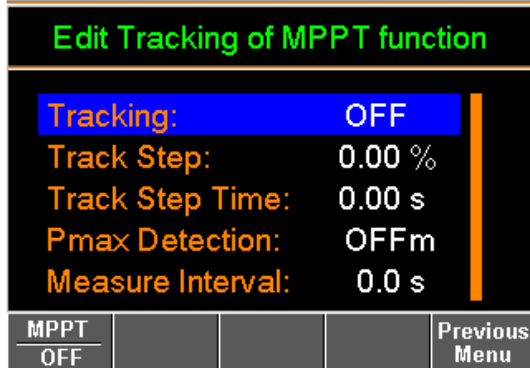 Edit Tracking of MPPT function
Tracking: OFF
Track Step: 0.00 %
Track Step Time: 0.00 s
Pmax Detection: OFFm
Measure Interval: 0.0 s
MPPT
OFF
Previous
Menu